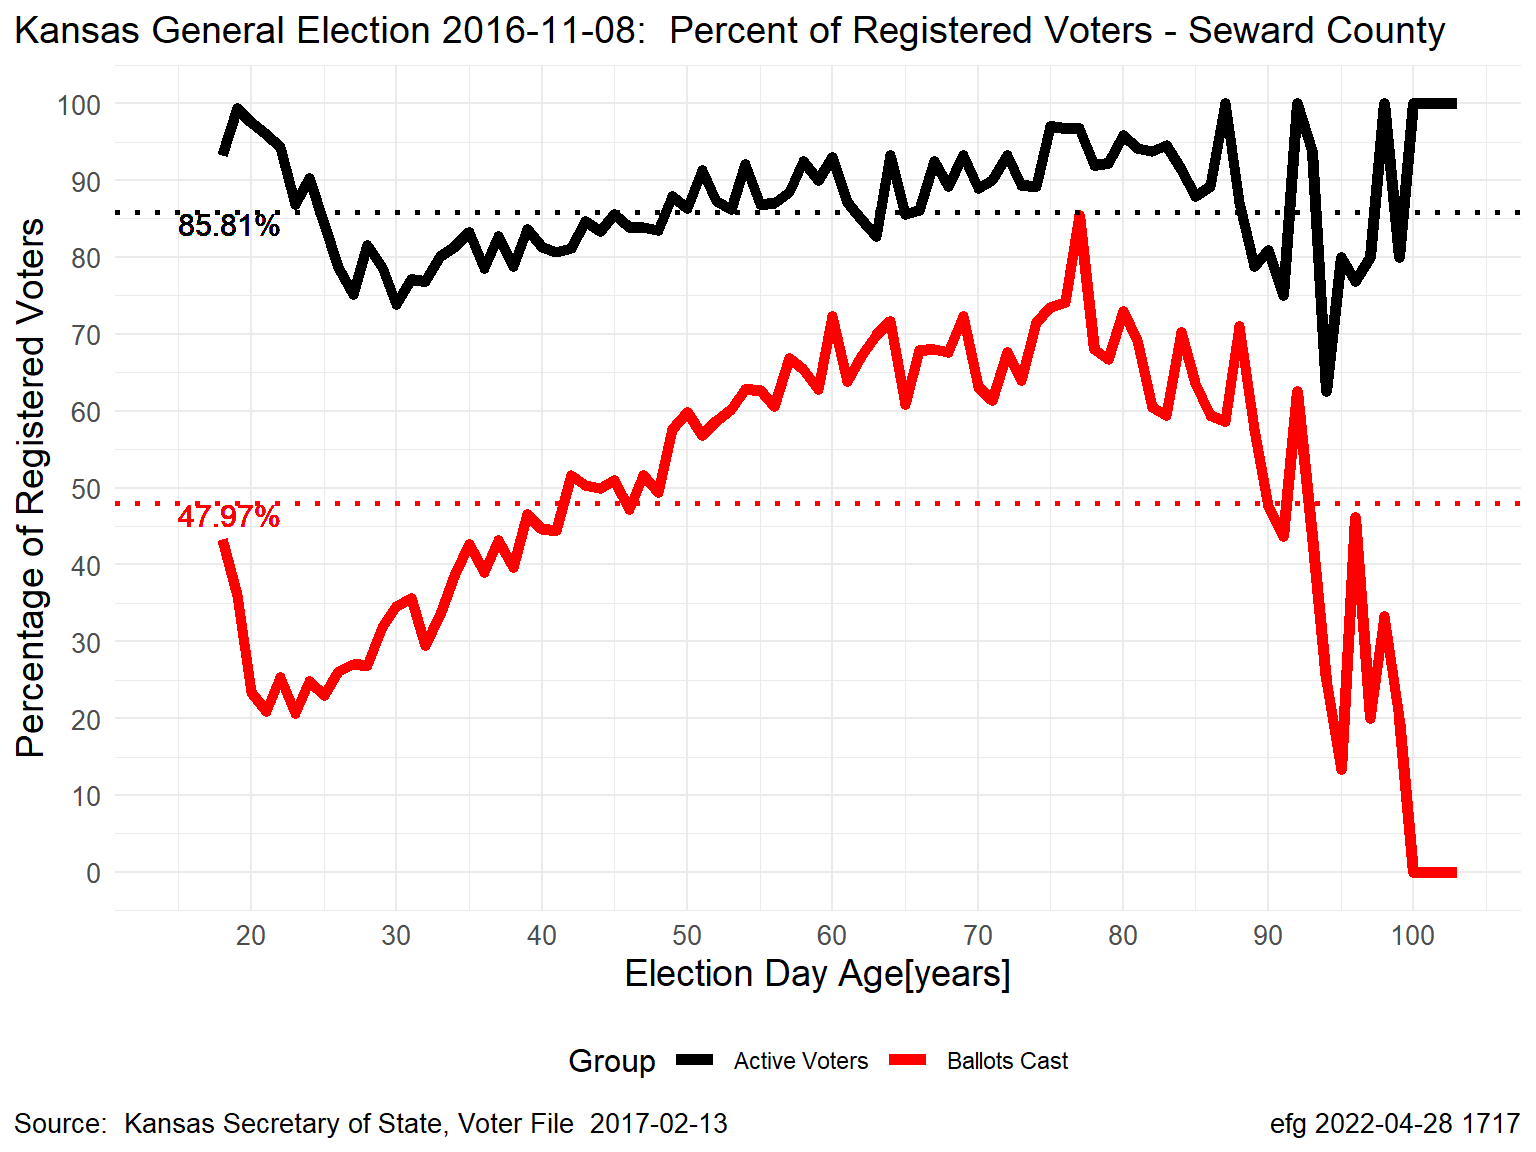 Kansas General Election 2016-11-08:  Percent of Registered Voters - Seward County
Percentage of Registered Voters
100
90
80
70
60
50
40
30
20
10
0
85.81%
47.97%
20 30 40 50 60 70 80 90 100
Election Day Age[years]
Group Active Voters Ballots Cast
Source:  Kansas Secretary of State, Voter File  2017-02-13 efg 2022-04-28 1717